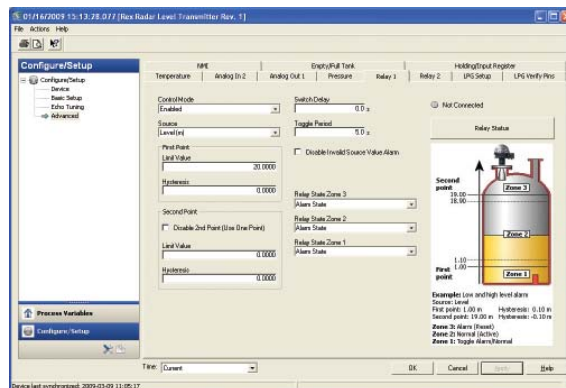 01/16/2009 15:13:28.077 [Rex Radar Level Transmitter Rev. 1]
File Actions Help
Configure/Setup
Configure/Setup
Device
Basic Setup
Echo Tuning
Advanced
Process Variables
Configure/Setup
NME Empty/Full Tank Holding/Input Register
Temperature Analog In 2 Analog Out 1 Pressure Relay 1 Relay 2 LPG Setup LPG Verify Pins
Control Mode
Enabled
Source
Level (m)
First Point
Limit Value
20.0000
Hysteresis
0.0000
Second Point
Disable 2nd Point (Use One Point)
Limit Value
0.0000
Hysteresis
0.0000
Switch Delay
0.0 s
Toggle Period
5.0 s
Disable Invalid Source Value Alarm
Relay State Zone 3
Alarm State
Relay State Zone 2
Alarm State
Relay State Zone 1
Alarm State
Not Connected
Relay Status
Second point
19.00
18.90
Zone 3
Zone 2
1.10
First point 1.00
Zone 1
Example: Low and high level alarm
Source: Level
First point: 1.00 m Hysteresis: 0.10 m
Second point: 19.00 m Hysteresis: -0.10 m
Zone 3: Alarm (Reset)
Zone 2: Normal (Active)
Zone 1: Toggle Alarm/Normal
Time: Current
OK Cancel Apply Help
Device last synchronized: 2009-03-09 11:05:17